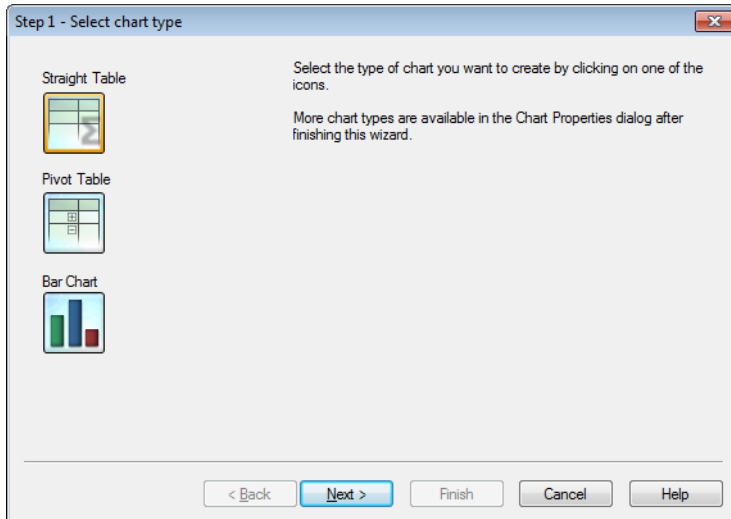 Step 1 - Select chart type
Straight Table
Select the type of chart you want to create by clicking on one of the
icons.
More chart types are available in the Chart Properties dialog after
finishing this wizard.
Σ
Pivot Table
Bar Chart
< Back
Next >
Finish
Cancel
Help